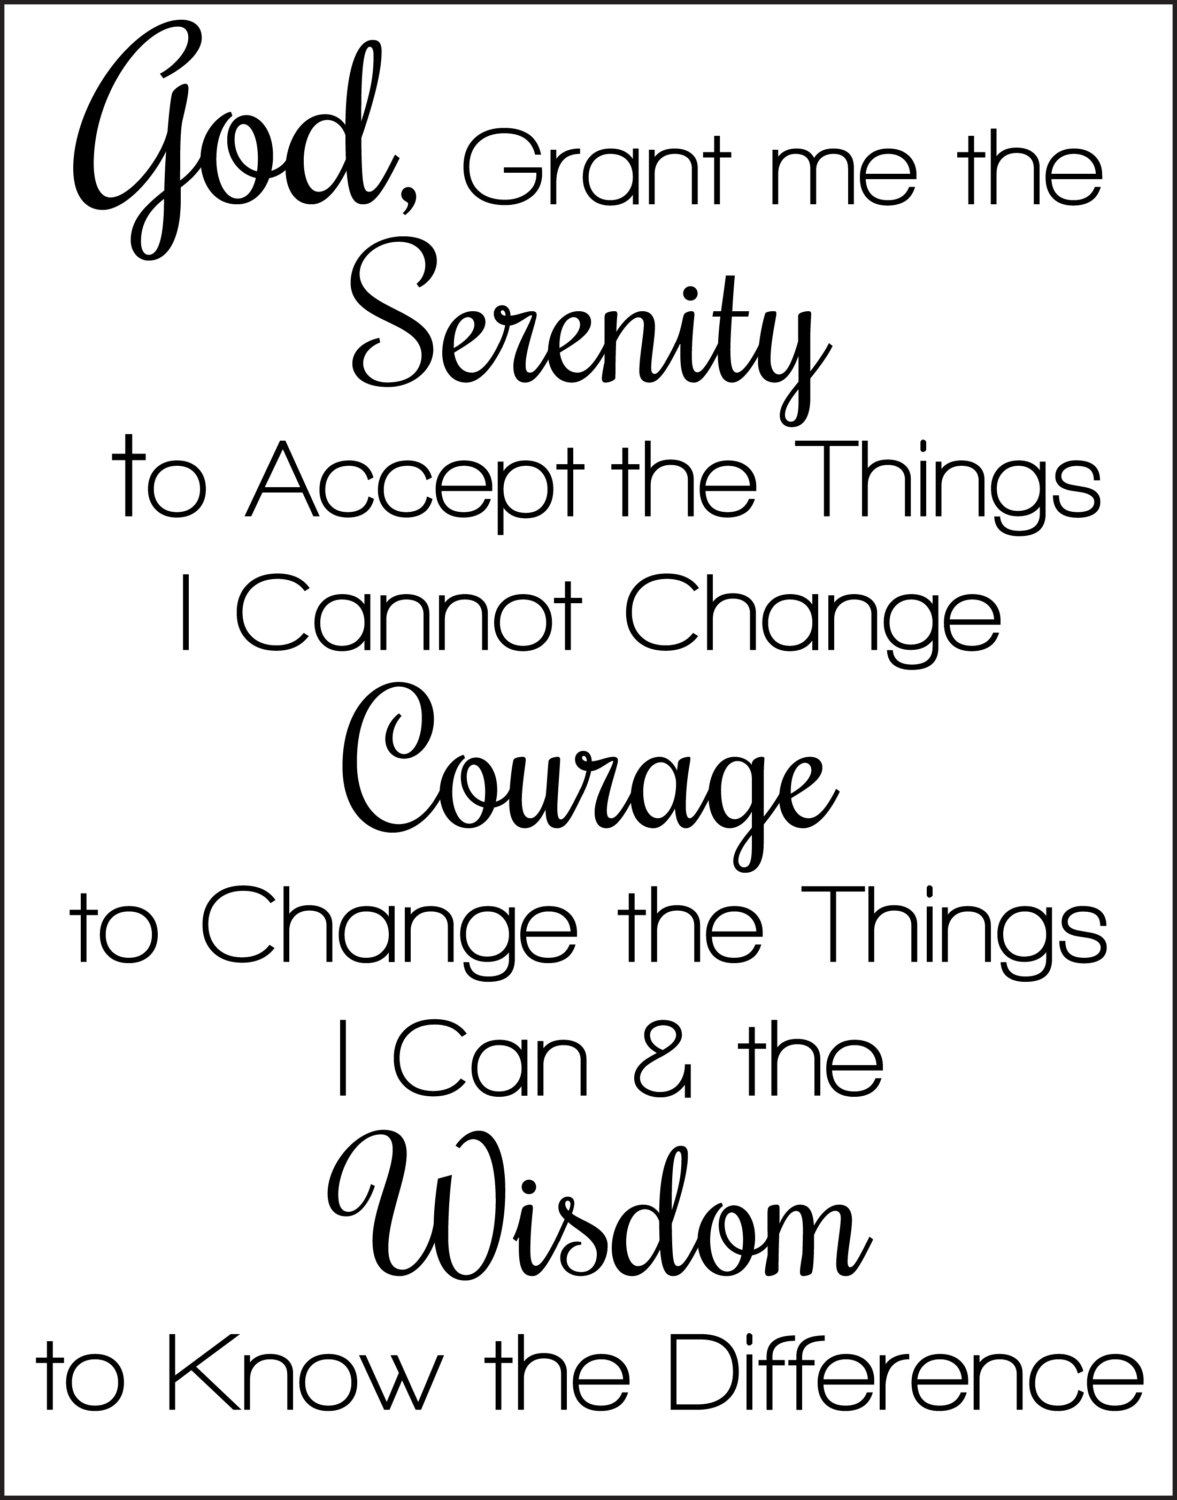 God, Grant me the
Serenity
to Accept the Things
I Cannot Change
Courage
to Change the Things
I Can & the
Wisdom
to Know the Difference